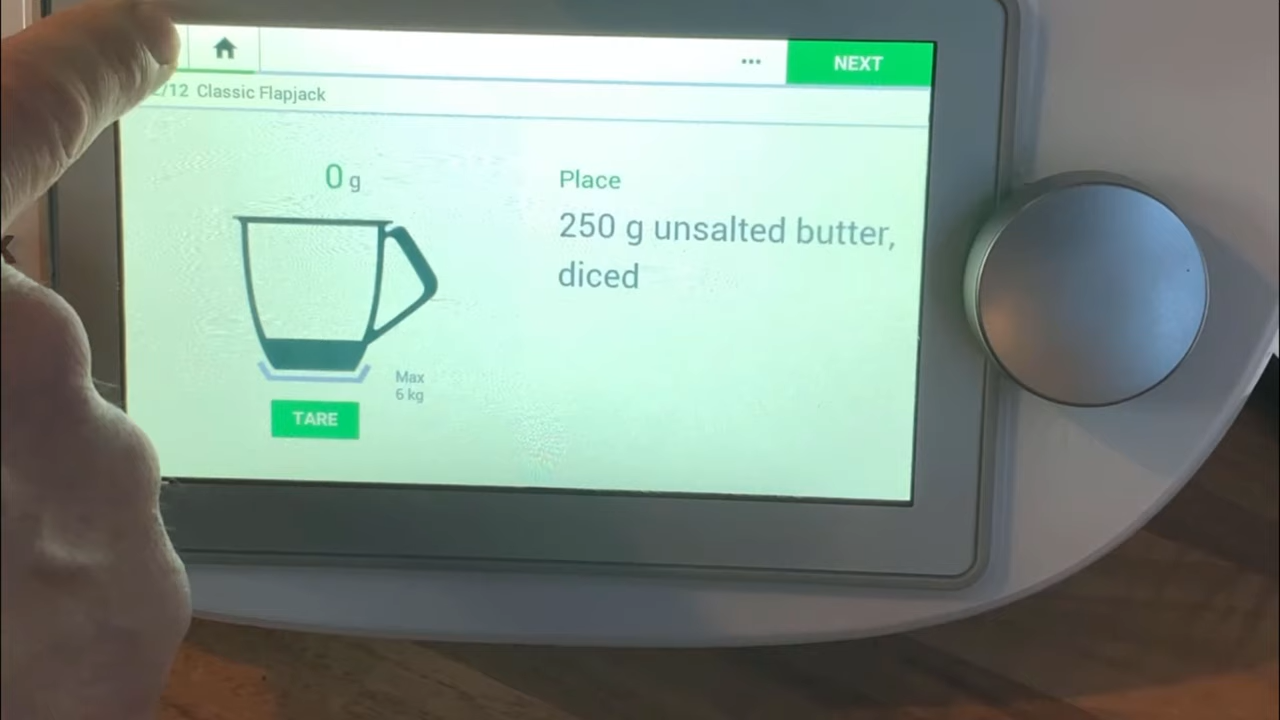 ...
NEXT
/12 Classic Flapjack
0 g
Place
250 g unsalted butter,
diced
Max
6 kg
TARE